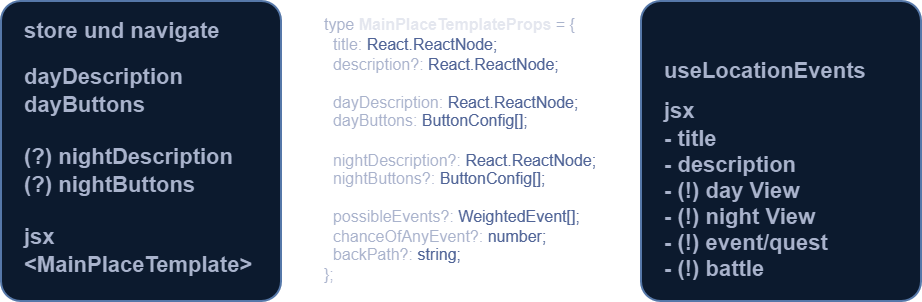 store und navigate
dayDescription
dayButtons
(?) nightDescription
(?) nightButtons
jsx
<MainPlaceTemplate>
type MainPlaceTemplateProps = {
title: React.ReactNode;
description?: React.ReactNode;
dayDescription: React.ReactNode;
dayButtons: ButtonConfig[];
nightDescription?: React.ReactNode;
nightButtons?: ButtonConfig[];
possibleEvents?: WeightedEvent[];
chanceOfAnyEvent?: number;
backPath?: string;
};
useLocationEvents
jsx
- title
- description
- (!) day View
- (!) night View
- (!) event/quest
- (!) battle